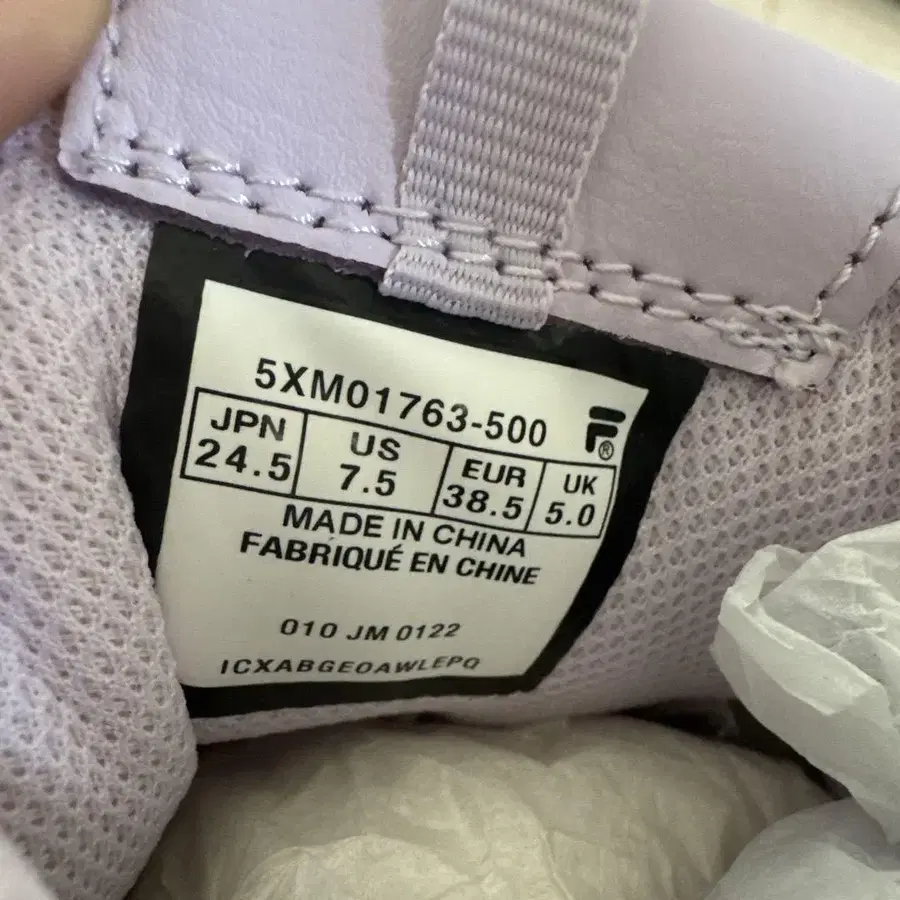 5XM01763-500
JPN US EUR UK
24.5 7.5 38.5 5.0
MADE IN CHINA
FABRIQUÉ EN CHINE
010 JM 0122
ICXABGEOAWLEPQ